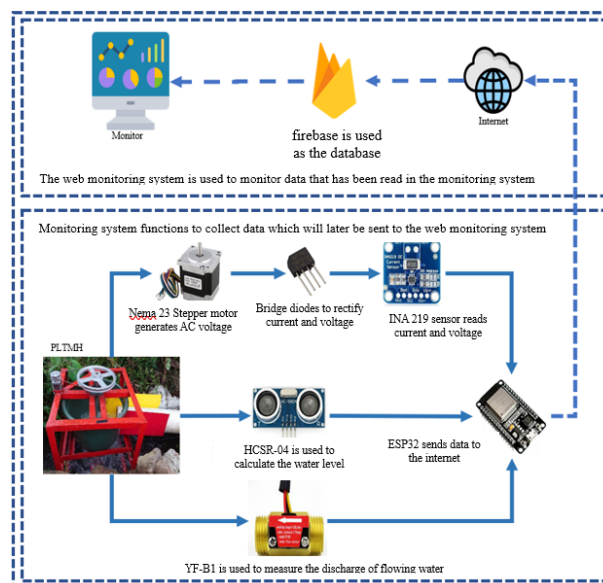 Monitor
firebase is used
as the database
Internet
The web monitoring system is used to monitor data that has been read in the monitoring system
Monitoring system functions to collect data which will later be sent to the web monitoring system
Nema 23 Stepper motor
generates AC voltage
Bridge diodes to rectify
current and voltage
INA 219 sensor reads
current and voltage
PLTMH
HCSR-04 is used to
calculate the water level
ESP32 sends data to
the internet
YF-B1 is used to measure the discharge of flowing water